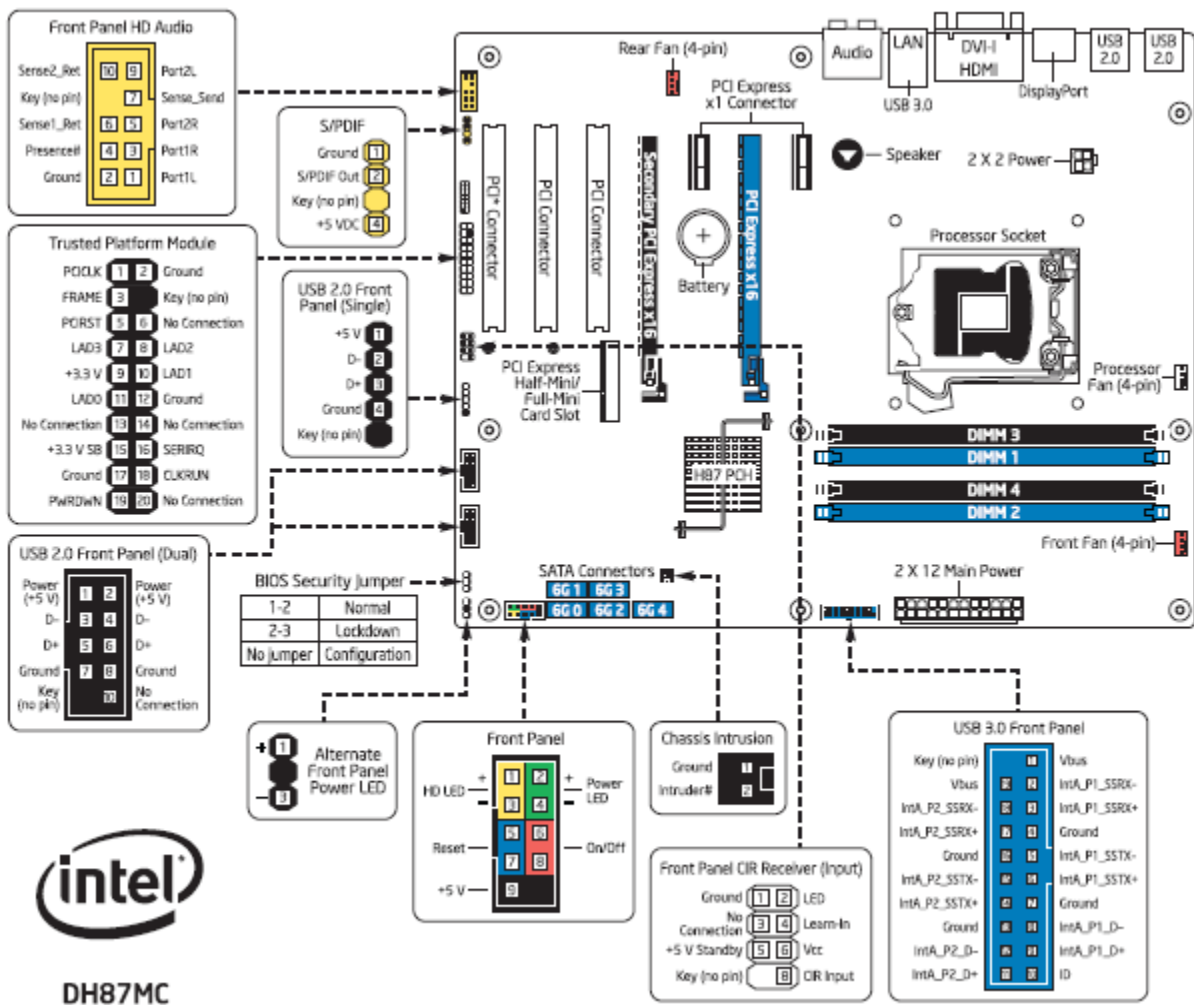 Front Panel HD Audio
Sense2_Ret 10 9 Port2L
Key (no pin) 7 Sense_Send
Sense1_Ret 6 5 Port2R
Presence# 4 3 Port1R
Ground 2 1 Port1L
S/PDIF
Ground 1
S/PDIF Out 2
Key (no pin)
+5 VDC 4
Trusted Platform Module
PCICLK 1 2 Ground
FRAME 3 Key (no pin)
PCIRST 5 6 No Connection
LAD3 7 8 LAD2
+3.3 V 9 10 LAD1
LAD0 11 12 Ground
No Connection 13 14 No Connection
+3.3 V SB 15 16 SERIRQ
Ground 17 18 CLKRUN
PWRDWN 19 20 No Connection
USB 2.0 Front
Panel (Single)
+5 V 1
D- 2
D+ 3
Ground 4
Key (no pin)
USB 2.0 Front Panel (Dual)
Power (+5 V) 1 2 Power (+5 V)
D- 3 4 D-
D+ 5 6 D+
Ground 7 8 Ground
Key (no pin) 10 No Connection
BIOS Security Jumper
1-2 Normal
2-3 Lockdown
No jumper Configuration
Rear Fan (4-pin)
PCI Express
x1 Connector
Audio
LAN
USB 3.0
DVI-I
HDMI
DisplayPort
USB 2.0
USB 2.0
Speaker
2 X 2 Power
PCI* Connector
PCI Connector
PCI Connector
Secondary PCI Express x16
PCI Express x16
Battery
Processor Socket
PCI Express
Half-Mini/
Full-Mini
Card Slot
Processor
Fan (4-pin)
H87 PCH
DIMM 3
DIMM 1
DIMM 4
DIMM 2
Front Fan (4-pin)
SATA Connectors
6G 1 6G 3
6G 0 6G 2 6G 4
2 X 12 Main Power
+ 1
- 3
Alternate
Front Panel
Power LED
Front Panel
HD LED + - 1 2 3 4 + - Power LED
Reset 5 6 7 8 On/Off
+5 V 9
Chassis Intrusion
Ground 1
Intruder# 2
Front Panel CIR Receiver (Input)
Ground 1 2 LED
No Connection 3 4 Learn-In
+5 V Standby 5 6 Vcc
Key (no pin) 8 CIR Input
USB 3.0 Front Panel
Key (no pin) 1 Vbus
Vbus 2 IntA_P1_SSRX-
IntA_P2_SSRX- 3 IntA_P1_SSRX+
IntA_P2_SSRX+ 4 Ground
Ground 5 IntA_P1_SSTX-
IntA_P2_SSTX- 6 IntA_P1_SSTX+
IntA_P2_SSTX+ 7 Ground
Ground IntA_P1_D-
IntA_P2_D- IntA_P1_D+
IntA_P2_D+ ID
intel
DH87MC